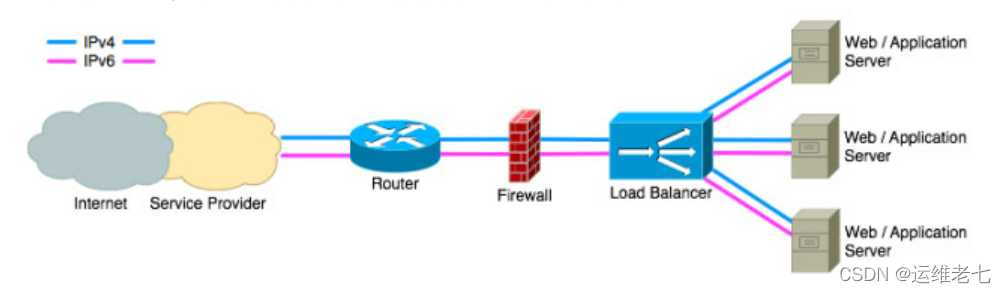 IPv4
IPv6
Internet
Service Provider
Router
Firewall
Load Balancer
Web / Application
Server
Web / Application
Server
Web / Application
Server
CSDN @运维老七